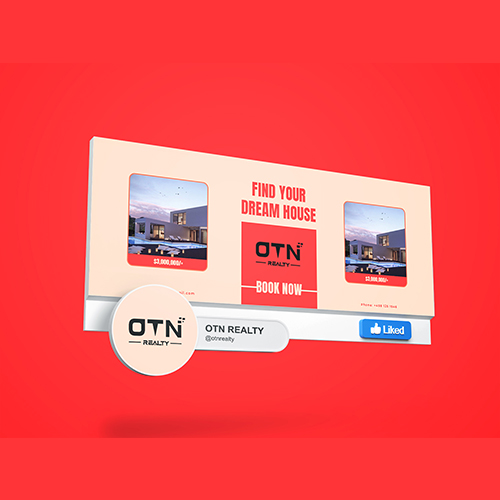 FIND YOUR
DREAM HOUSE
OTN
REALTY
BOOK NOW
$3,000,000/-
$3,000,000/-
OTN
REALTY
OTN REALTY
@otnrealty
Liked